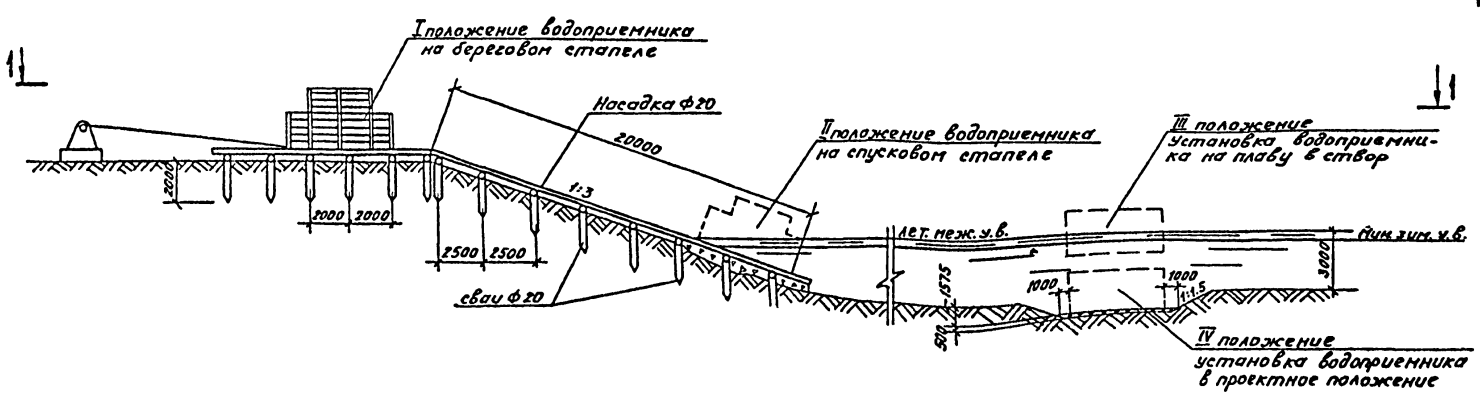 I положение водоприемника
на береговом стапеле
1
1
Насадка ф20
20000
II положение водоприемника
на спусковом стапеле
III положение
Установка водоприемни-
ка на плаву в створ
2000
1:3
2000 2000
лет. меж. у.в.
мин. зим. у.в.
3000
2500 2500
1575
1000
1000
1:1.5
сваи ф20
500
IV положение
установка водоприемника
в проектное положение